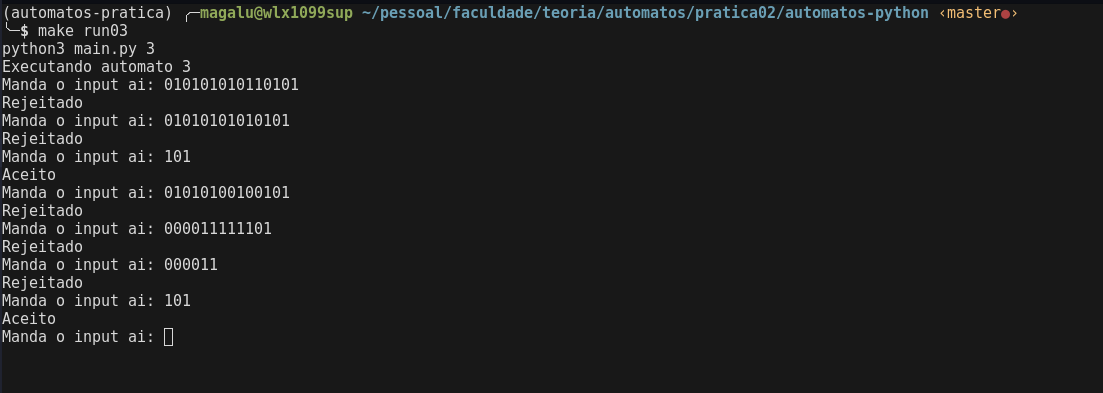 (automatos-pratica) ╭─magalu@wlx1099sup ~/pessoal/faculdade/teoria/automatos/pratica02/automatos-python ‹master●›
╰─$ make run03
python3 main.py 3
Executando automato 3
Manda o input ai: 010101010110101
Rejeitado
Manda o input ai: 01010101010101
Rejeitado
Manda o input ai: 101
Aceito
Manda o input ai: 01010100100101
Rejeitado
Manda o input ai: 000011111101
Rejeitado
Manda o input ai: 000011
Rejeitado
Manda o input ai: 101
Aceito
Manda o input ai: